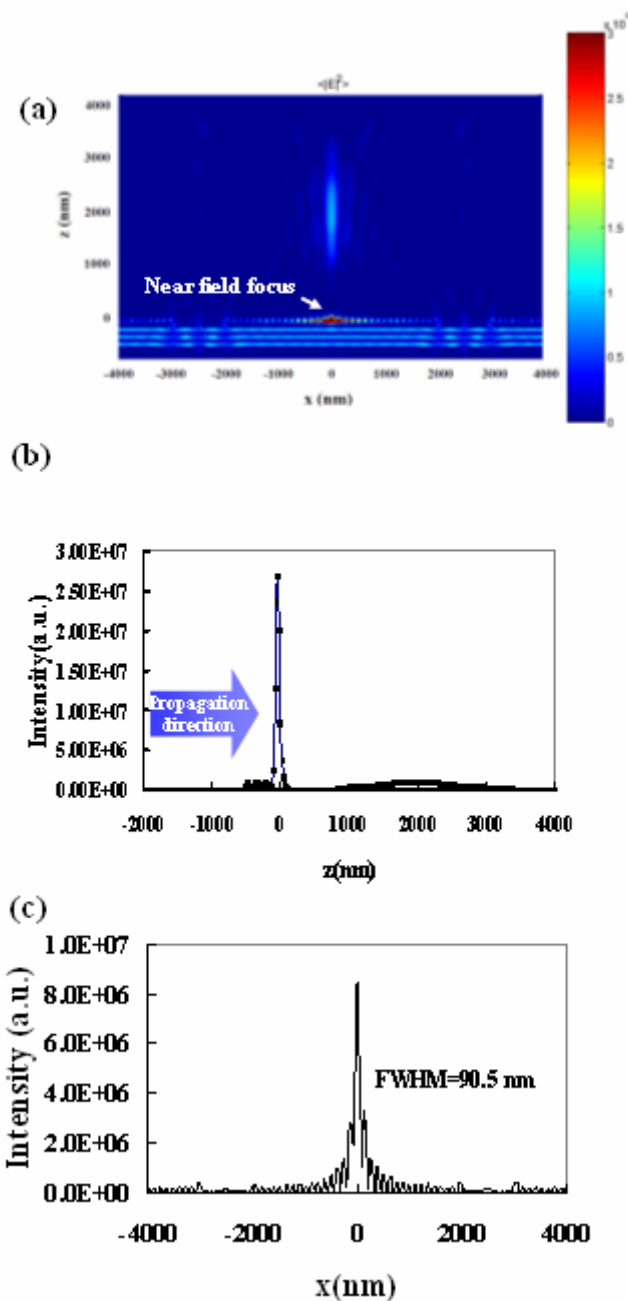 (a)
<|E|²>
x 10
3
2.5
2
1.5
1
0.5
0
4000
3000
2000
1000
0
z (nm)
Near field focus
-4000 -3000 -2000 -1000 0 1000 2000 3000 4000
x (nm)
(b)
3.00E+07
2.50E+07
2.00E+07
1.50E+07
1.00E+07
5.00E+06
0.00E+00
Intensity(a.u.)
Propagation
direction
-2000 -1000 0 1000 2000 3000 4000
z(nm)
(c)
1.0E+07
8.0E+06
6.0E+06
4.0E+06
2.0E+06
0.0E+00
Intensity (a.u.)
FWHM=90.5 nm
-4000 -2000 0 2000 4000
x(nm)